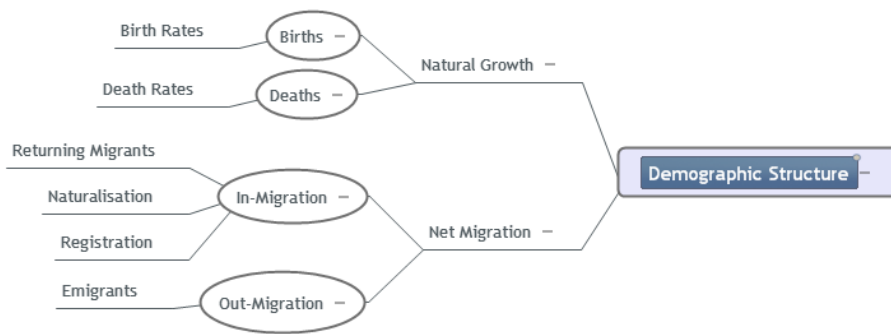 Birth Rates
Births
Natural Growth
Death Rates
Deaths
Returning Migrants
Demographic Structure
Naturalisation
In-Migration
Registration
Net Migration
Emigrants
Out-Migration